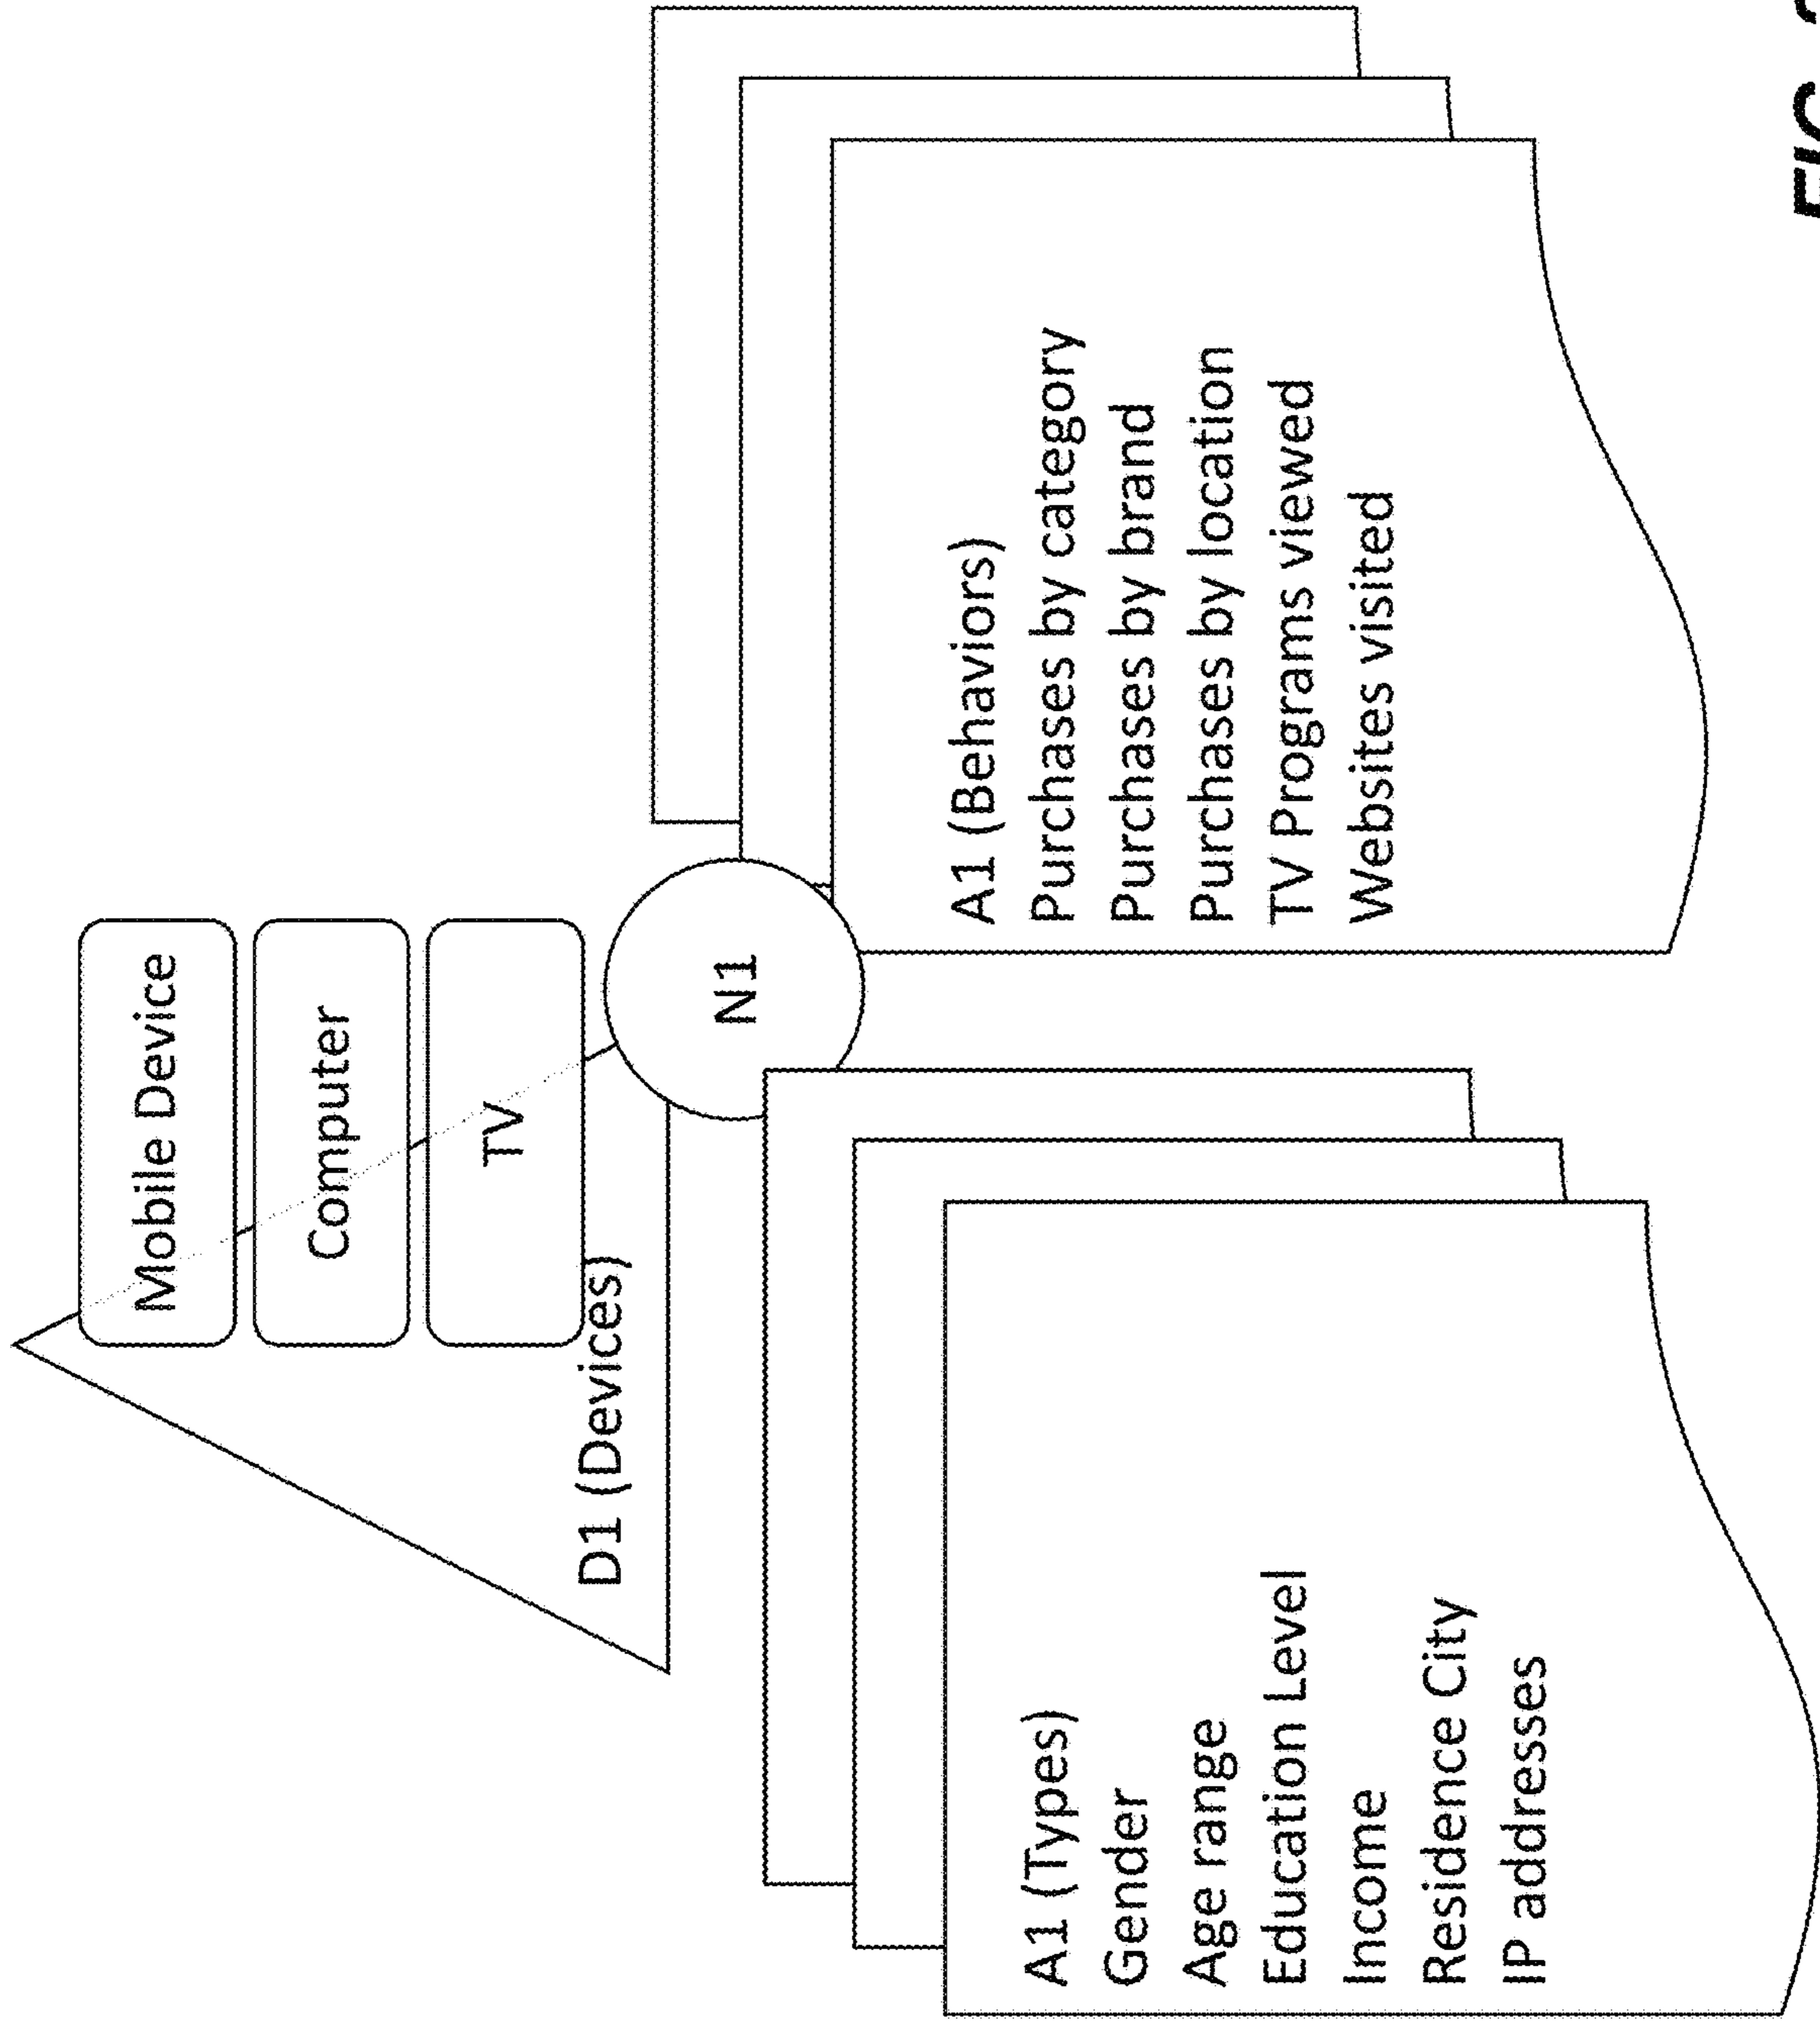 Mobile Device
Computer
TV
D1 (Devices)
N1
A1 (Types)
Gender
Age range
Education Level
Income
Residence City
IP addresses
A1 (Behaviors)
Purchases by category
Purchases by brand
Purchases by location
TV Programs viewed
Websites visited
FIG